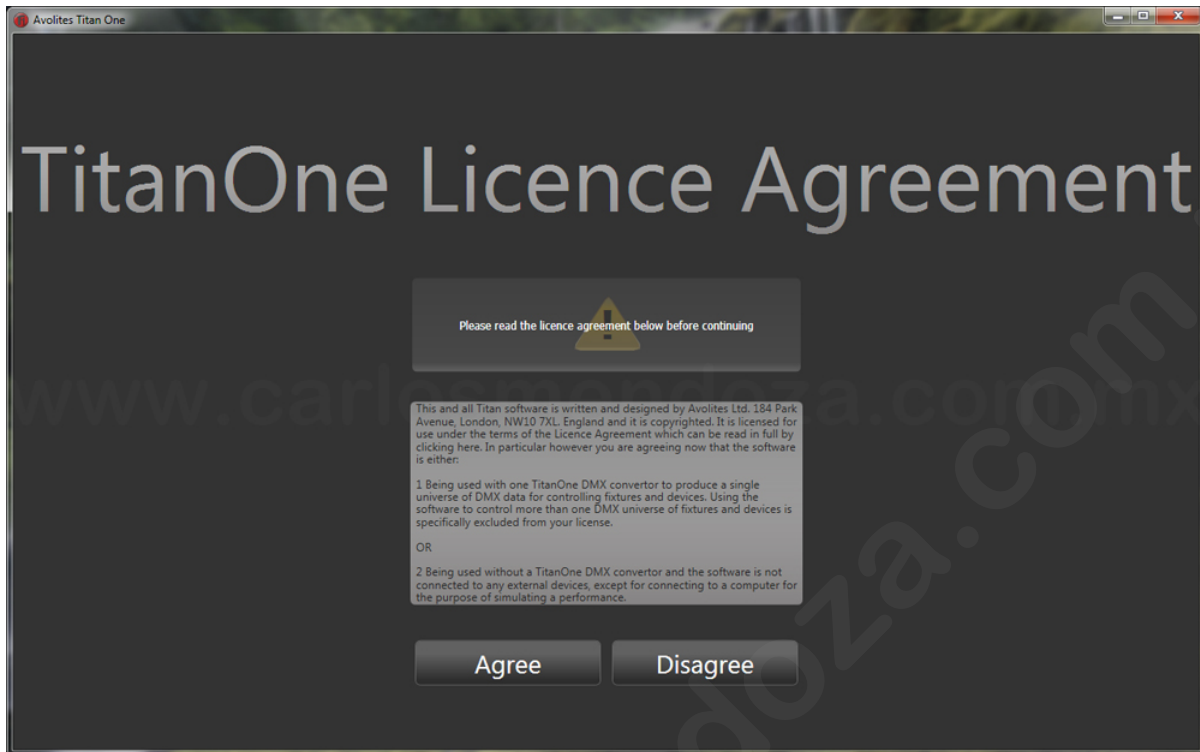 Avolites Titan One
TitanOne Licence Agreement
Please read the licence agreement below before continuing
www.carlosmendoza.com.mx
This and all Titan software is written and designed by Avolites Ltd. 184 Park
Avenue, London, NW10 7XL. England and it is copyrighted. It is licensed for
use under the terms of the Licence Agreement which can be read in full by
clicking here. In particular however you are agreeing now that the software
is either:
1 Being used with one TitanOne DMX convertor to produce a single
universe of DMX data for controlling fixtures and devices. Using the
software to control more than one DMX universe of fixtures and devices is
specifically excluded from your license.
OR
2 Being used without a TitanOne DMX convertor and the software is not
connected to any external devices, except for connecting to a computer for
the purpose of simulating a performance.
Agree Disagree
doza.com